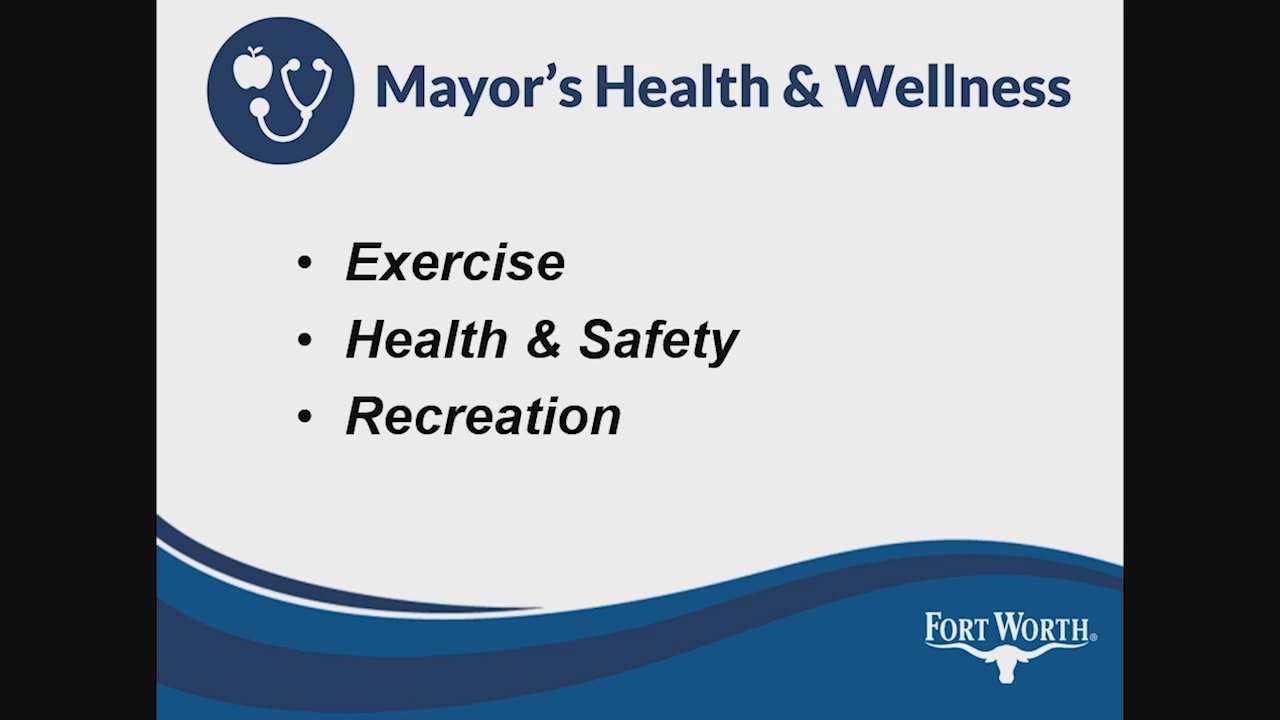 Mayor's Health & Wellness
• Exercise
• Health & Safety
• Recreation
FORT WORTH®